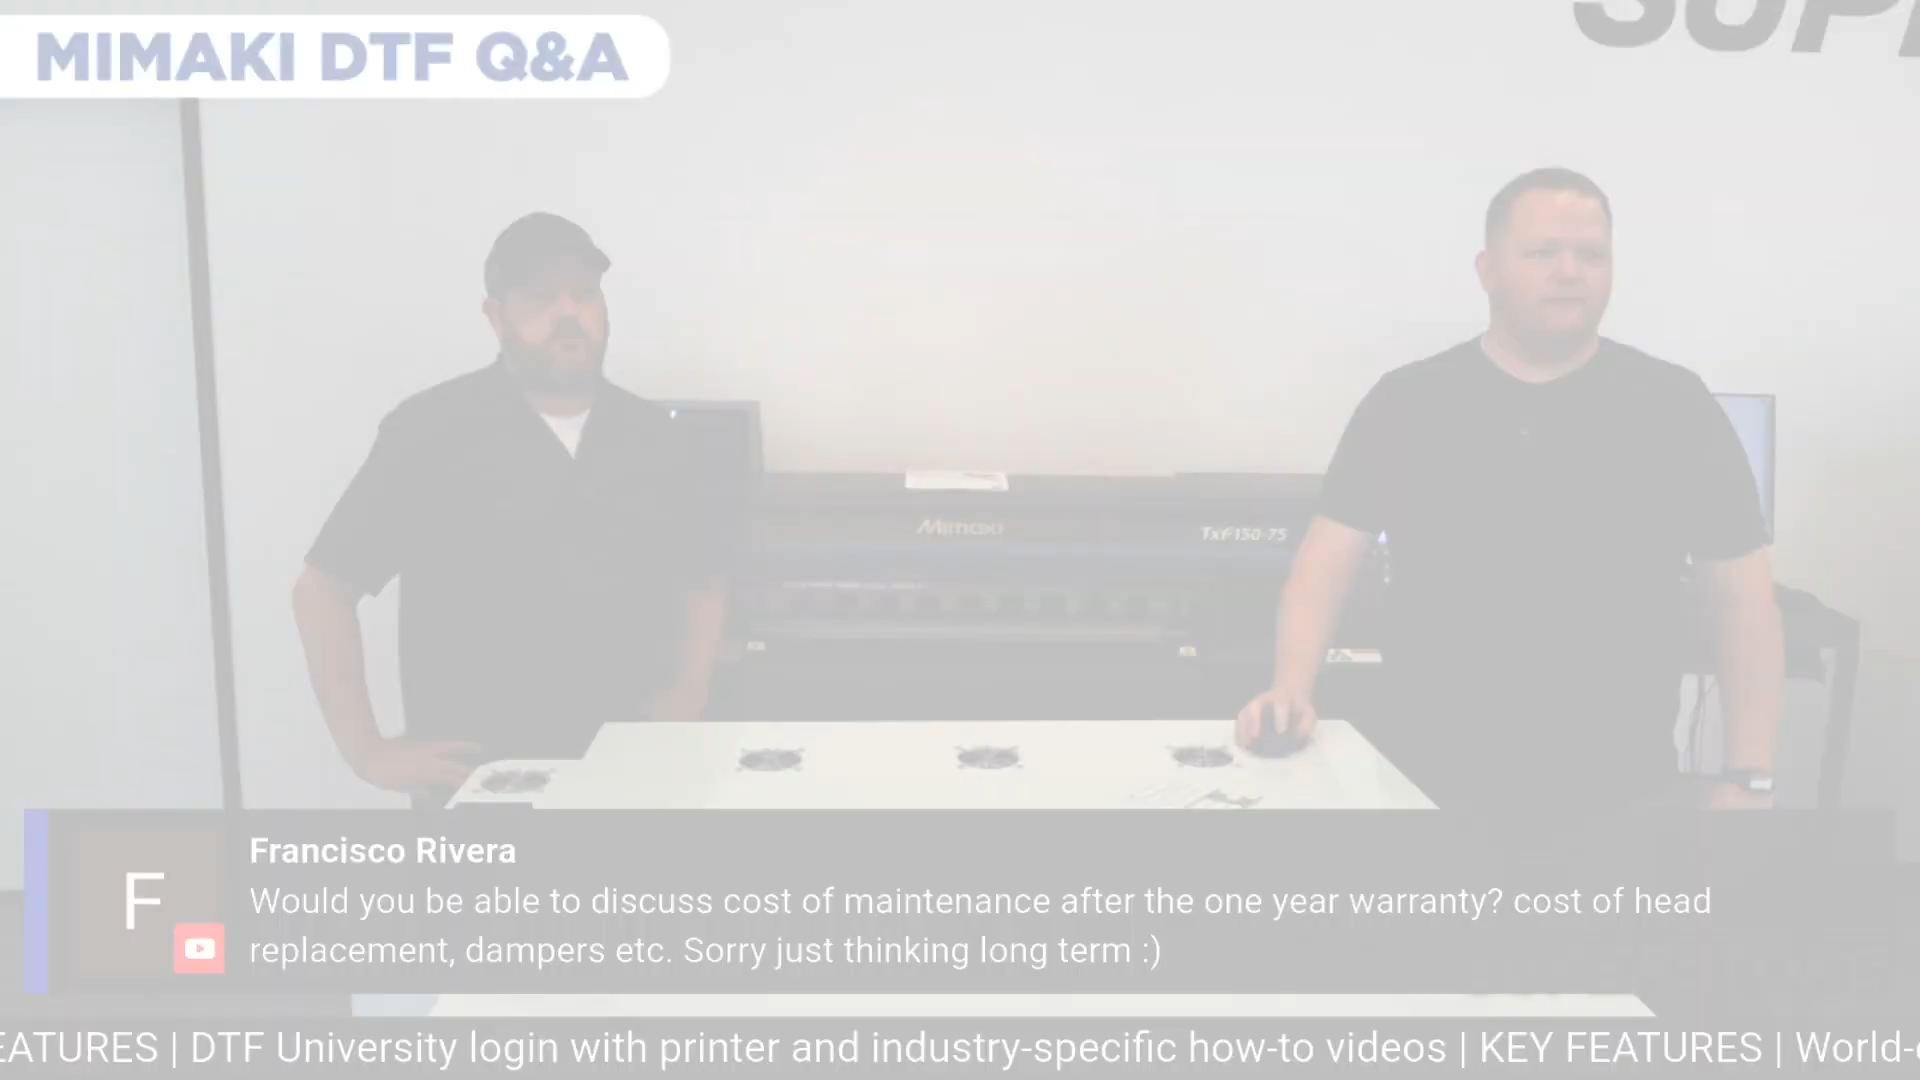 MIMAKI DTF Q&A
Mimaki
TxF150-75
Francisco Rivera
F
Would you be able to discuss cost of maintenance after the one year warranty? cost of head
replacement, dampers etc. Sorry just thinking long term :)
EATURES | DTF University login with printer and industry-specific how-to videos | KEY FEATURES | World-